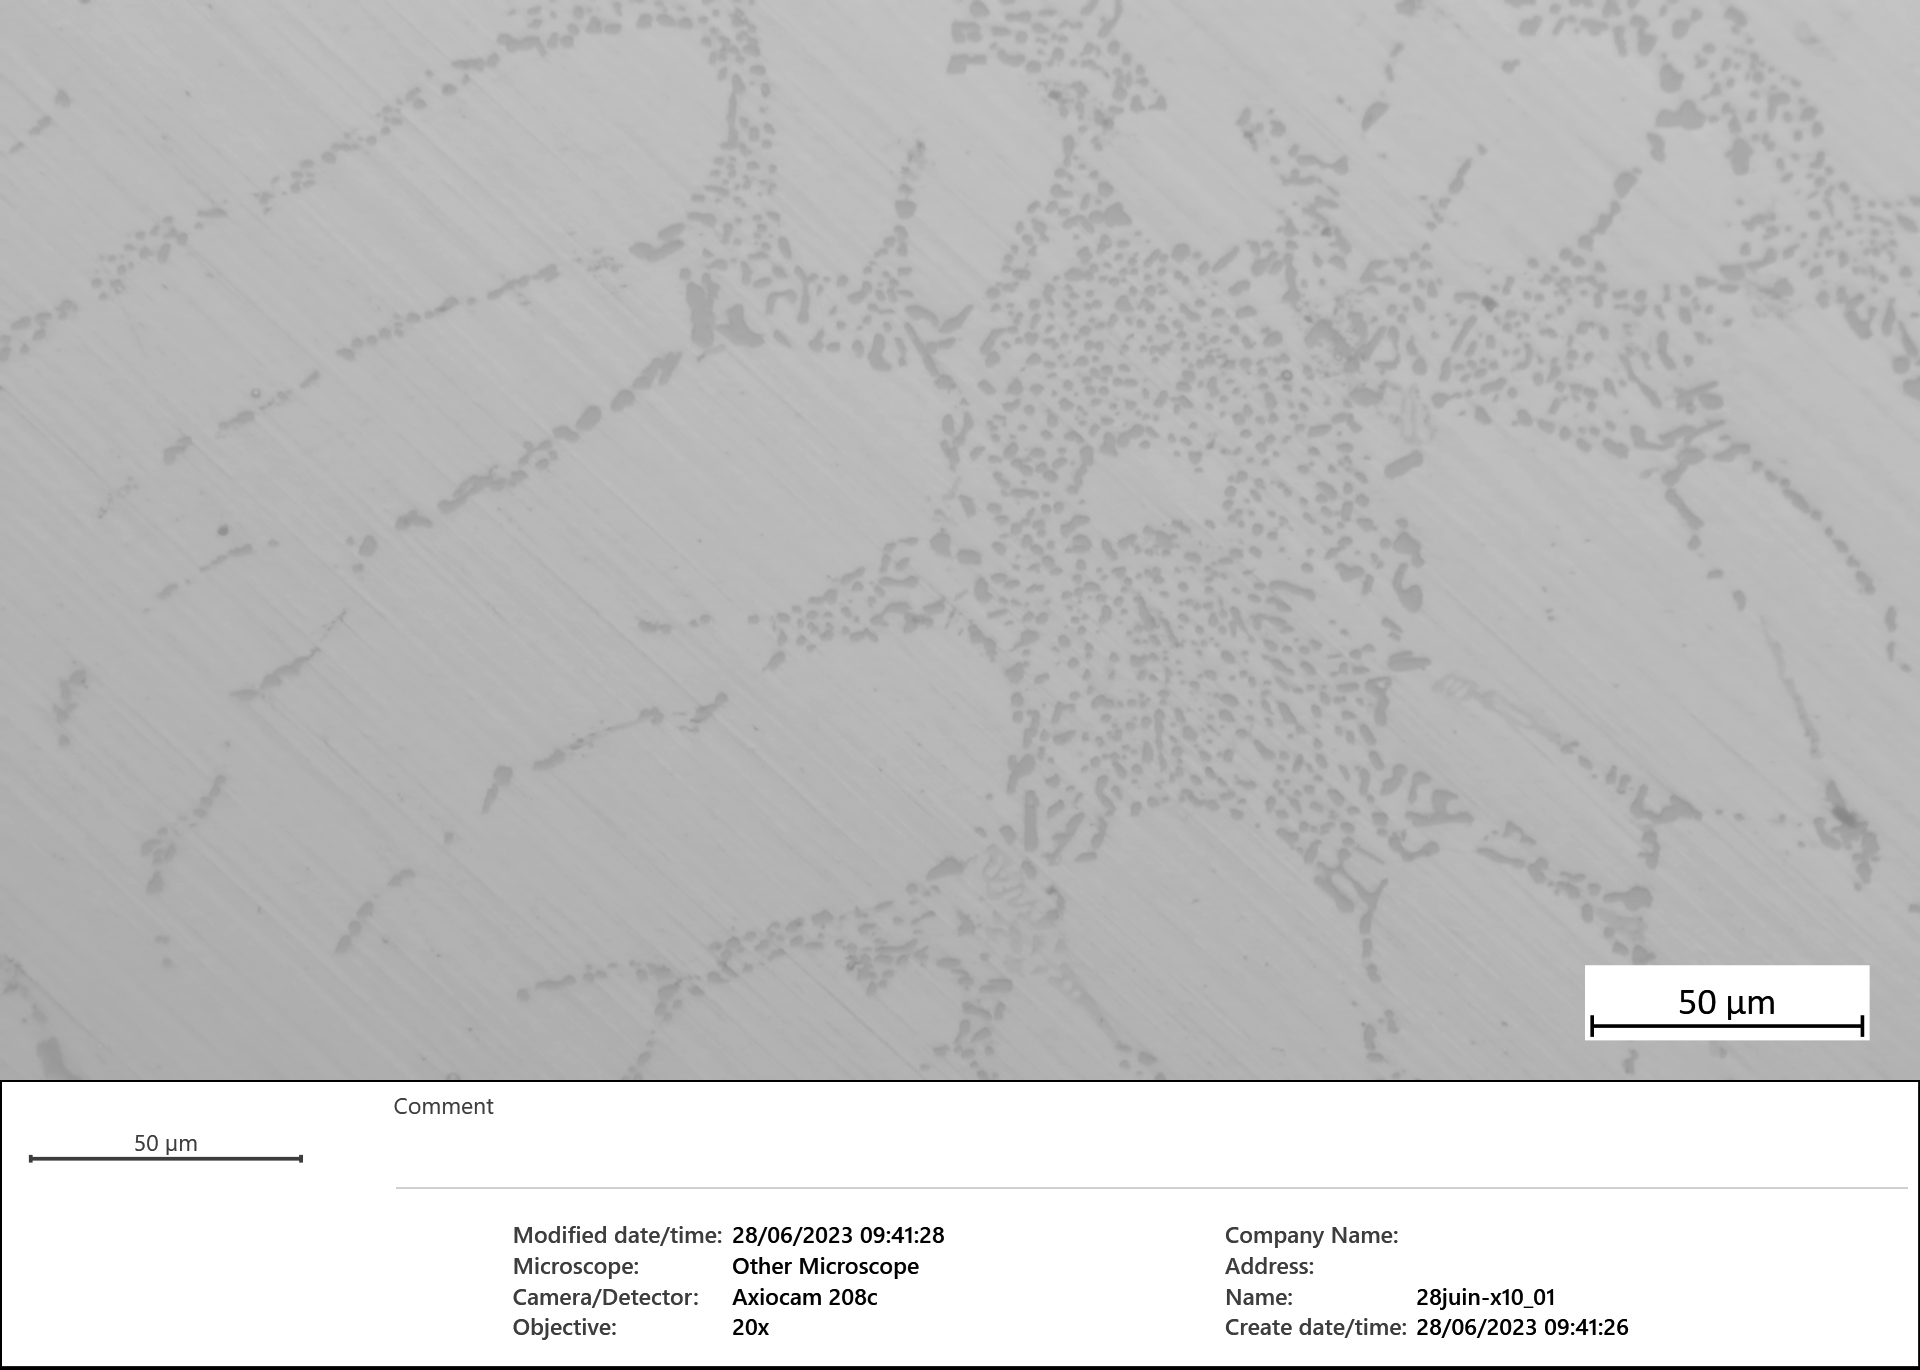 50 µm
50 µm
Comment
Modified date/time: 28/06/2023 09:41:28
Microscope: Other Microscope
Camera/Detector: Axiocam 208c
Objective: 20x
Company Name:
Address:
Name: 28juin-x10_01
Create date/time: 28/06/2023 09:41:26